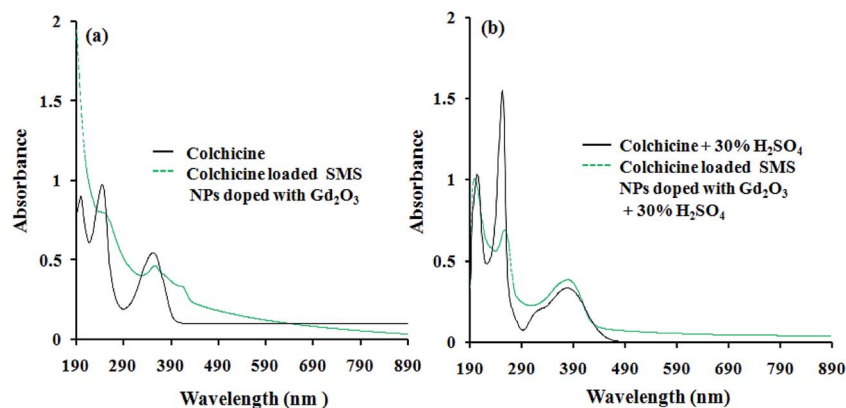 (a)
2
1.5
1
0.5
0
Absorbance
Colchicine
Colchicine loaded SMS
NPs doped with Gd₂O₃
190 290 390 490 590 690 790 890
Wavelength (nm )
(b)
2
1.5
1
0.5
0
Absorbance
Colchicine + 30% H₂SO₄
Colchicine loaded SMS
NPs doped with Gd₂O₃
+ 30% H₂SO₄
190 290 390 490 590 690 790 890
Wavelength (nm)